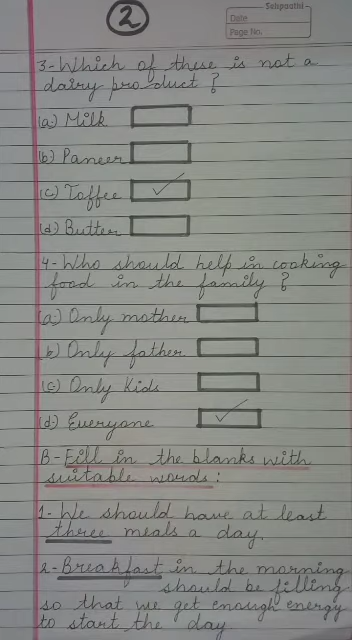 2
Sehpaathi
Date
Page No.
3-Which of these is not a
dairy product ?
(a) Milk
(b) Paneer
(c) Toffee
(d) Butter
4-Who should help in cooking
food in the family ?
(a) Only mother
(b) Only father
(c) Only Kids
(d) Everyone
B-Fill in the blanks with
suitable words:
1-We should have at least
three meals a day.
2-Breakfast in the morning
should be filling
so that we get enough energy
to start the day